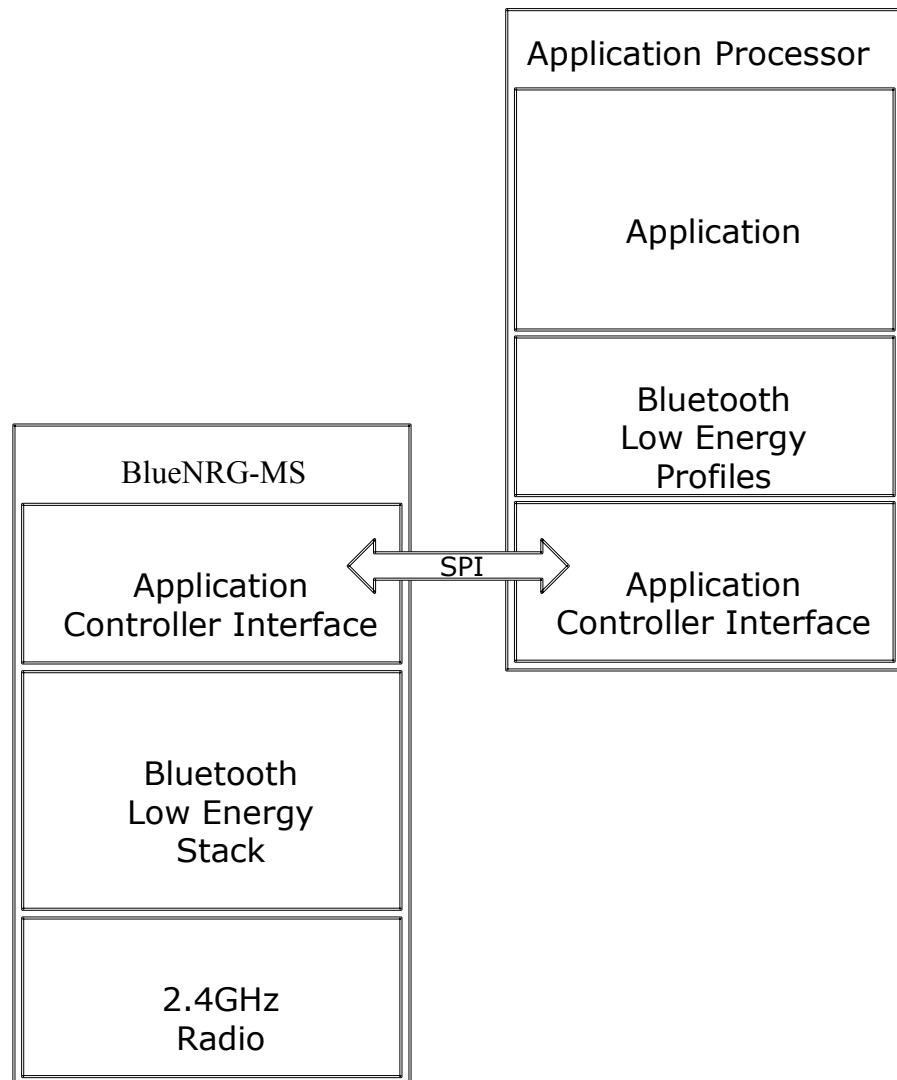 Application Processor
Application
Bluetooth
Low Energy
Profiles
Application
Controller Interface
SPI
BlueNRG-MS
Application
Controller Interface
Bluetooth
Low Energy
Stack
2.4GHz
Radio